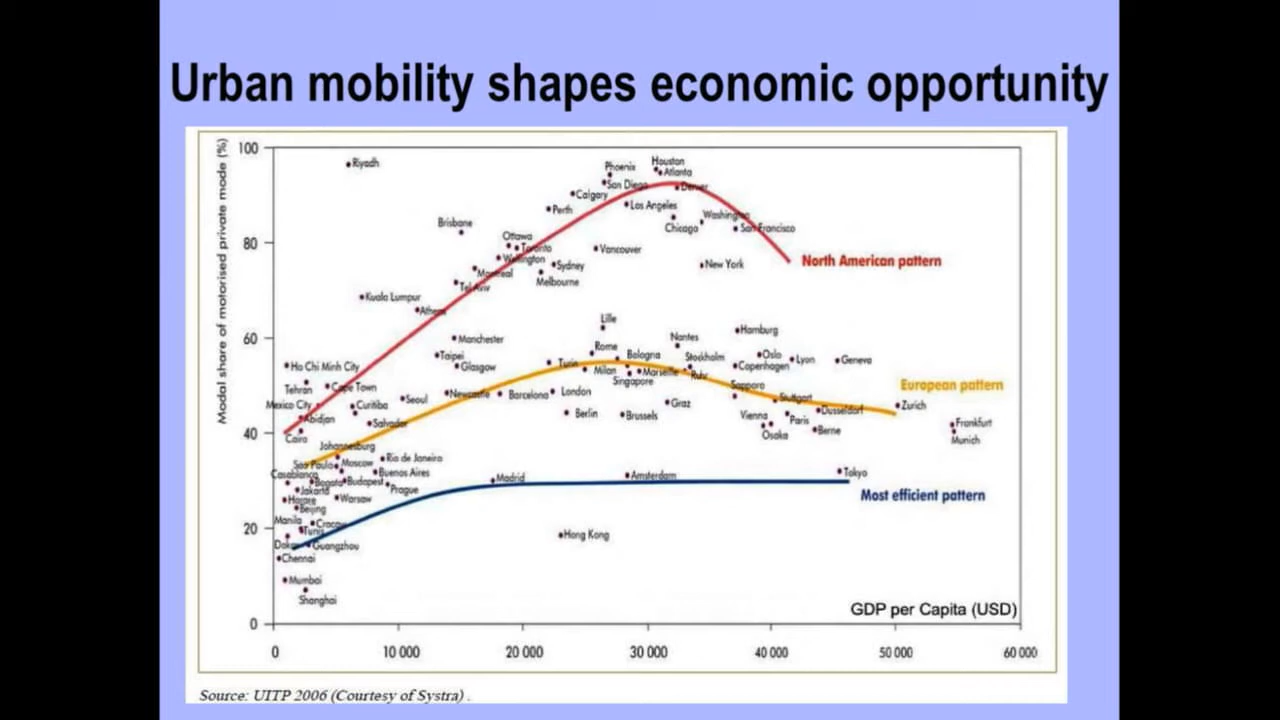 Urban mobility shapes economic opportunity
Modal share of motorised private mode (%)
100
80
60
40
20
0
Riyadh
Phoenix
Houston
Atlanta
San Diego
Denver
Calgary
Los Angeles
Perth
Washington
Brisbane
Chicago
San Francisco
Ottawa
Toronto
Vancouver
Wellington
Sydney
New York
North American pattern
Montreal
Melbourne
Tel Aviv
Kuala Lumpur
Athens
Lille
Hamburg
Manchester
Nantes
Rome
Taipei
Bologna
Stockholm
Oslo
Lyon
Geneva
Ho Chi Minh City
Glasgow
Turin
Milan
Marseille
Ruhr
Copenhagen
Singapore
Tehran
Cape Town
Sapporo
European pattern
Newcastle
Barcelona
London
Seoul
Stuttgart
Mexico City
Curitiba
Graz
Dusseldorf
Zurich
Abidjan
Salvador
Berlin
Brussels
Vienna
Paris
Frankfurt
Cairo
Osaka
Berne
Munich
Johannesburg
Sao Paulo
Moscow
Rio de Janeiro
Casablanca
Buenos Aires
Bogota
Budapest
Madrid
Amsterdam
Tokyo
Jakarta
Prague
Most efficient pattern
Harare
Warsaw
Beijing
Manila
Cracow
Tunis
Hong Kong
Dakar
Guangzhou
Chennai
Mumbai
Shanghai
GDP per Capita (USD)
0
10 000
20 000
30 000
40 000
50 000
60 000
Source: UITP 2006 (Courtesy of Systra) .